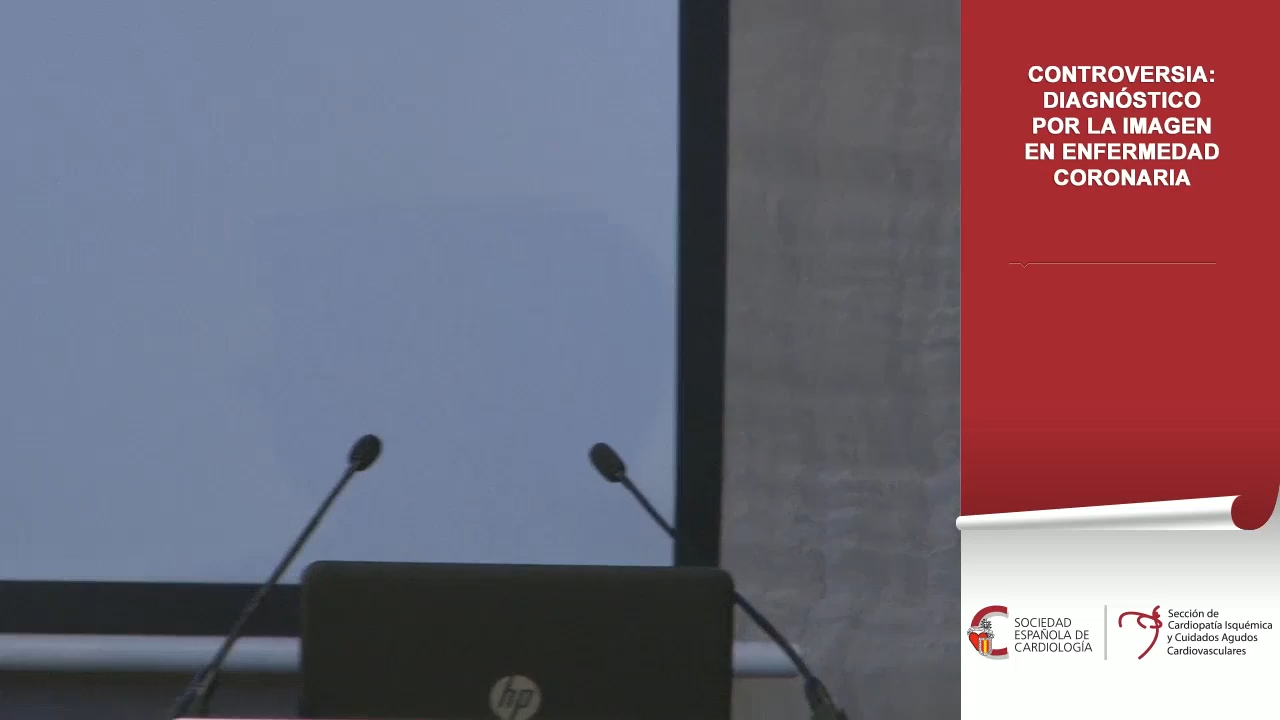 CONTROVERSIA:
DIAGNÓSTICO
POR LA IMAGEN
EN ENFERMEDAD
CORONARIA
SOCIEDAD
ESPAÑOLA DE
CARDIOLOGÍA
Sección de
Cardiopatía Isquémica
y Cuidados Agudos
Cardiovasculares
hp